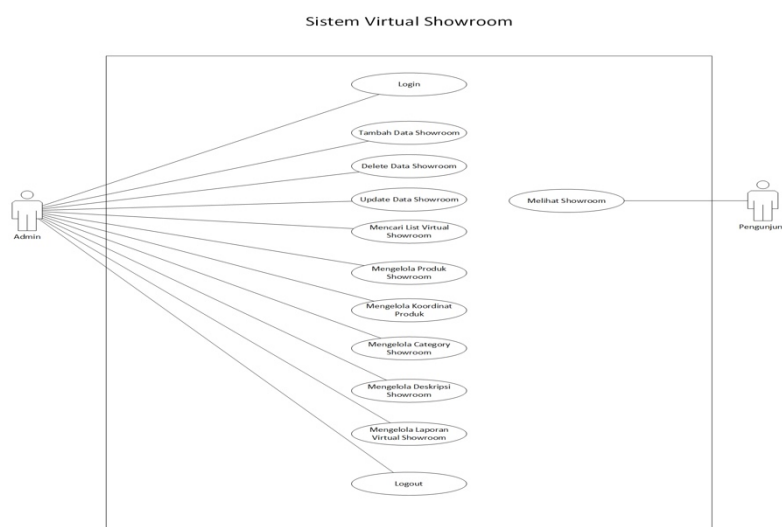 Sistem Virtual Showroom
Login
Tambah Data Showroom
Delete Data Showroom
Update Data Showroom
Melihat Showroom
Mencari List Virtual
Showroom
Admin
Pengunjun
Mengelola Produk
Showroom
Mengelola Koordinat
Produk
Mengelola Category
Showroom
Mengelola Deskripsi
Showroom
Mengelola Laporan
Virtual Showroom
Logout